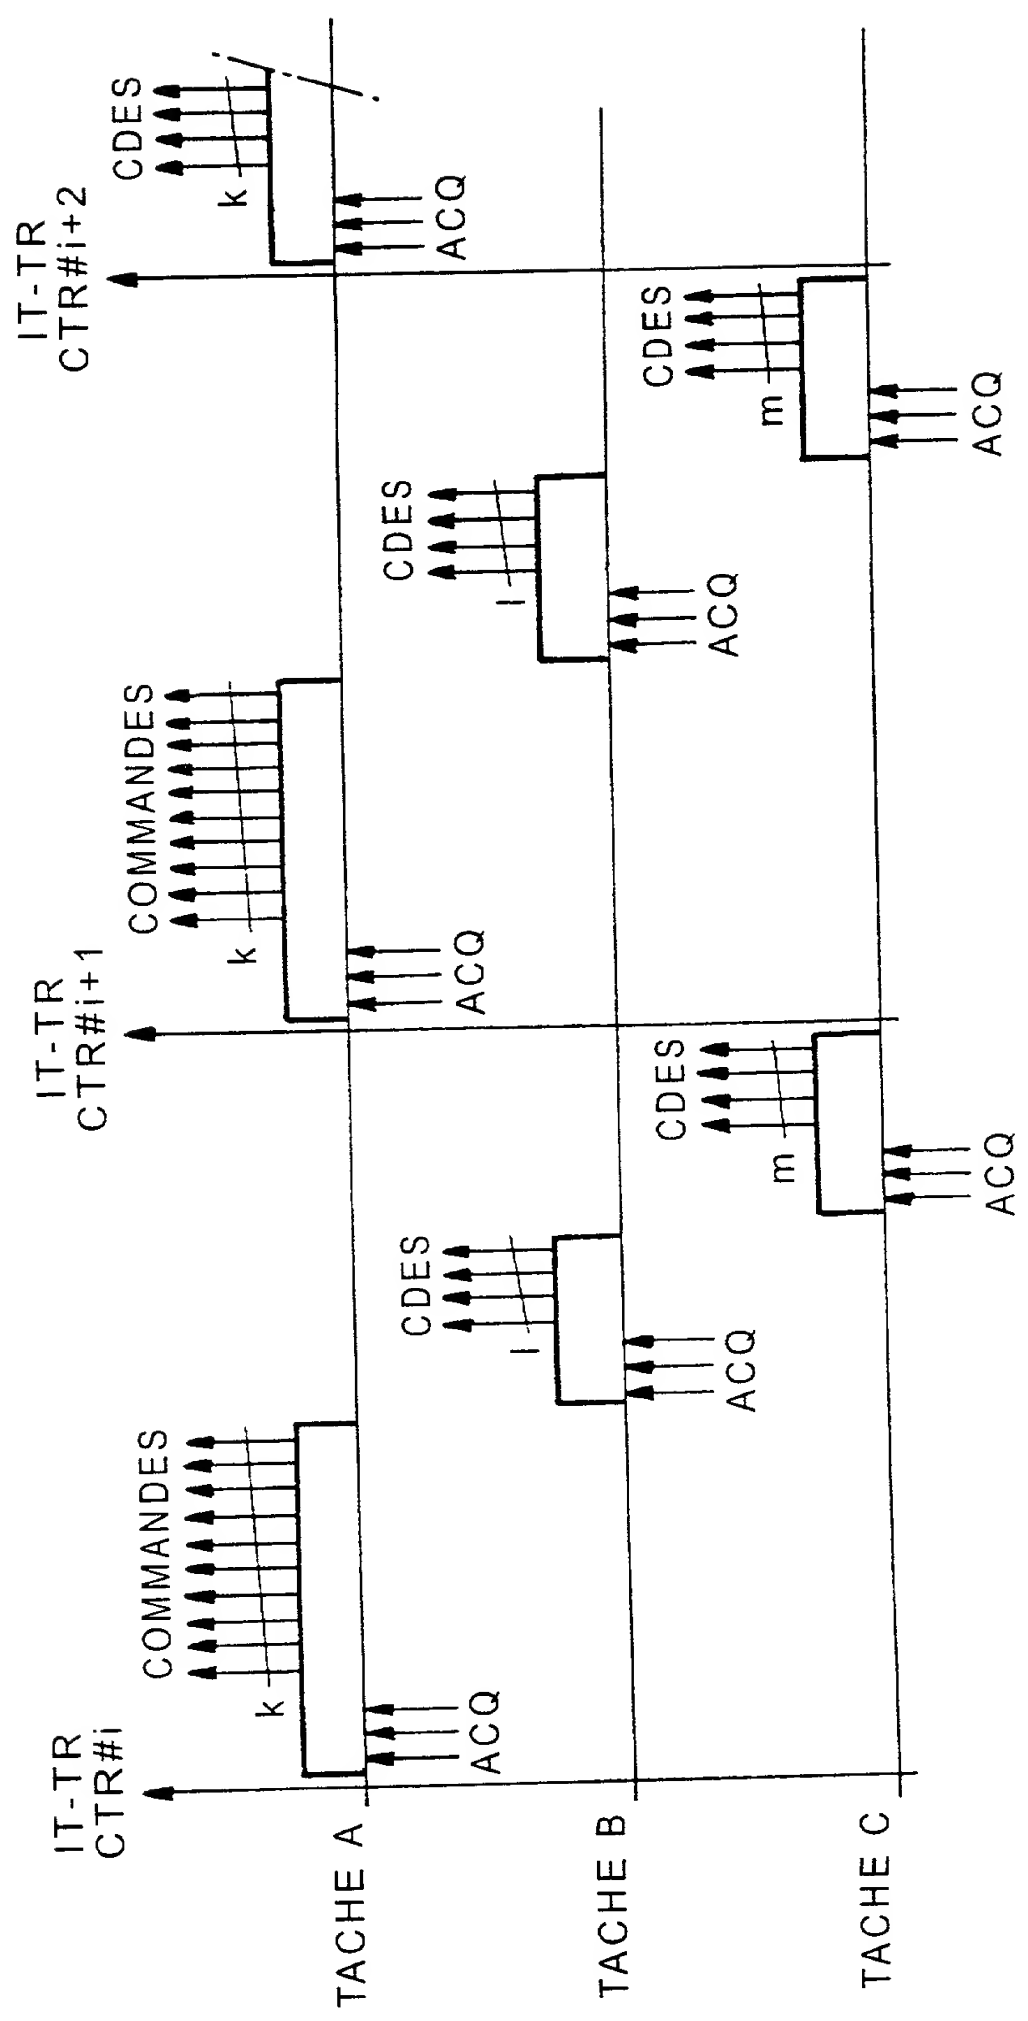 IT-TR
CTR#i
IT-TR
CTR#i+1
IT-TR
CTR#i+2
COMMANDES
COMMANDES
CDES
k
k
k
TACHE A
ACQ
ACQ
ACQ
CDES
CDES
l
l
TACHE B
ACQ
ACQ
CDES
CDES
m
m
TACHE C
ACQ
ACQ